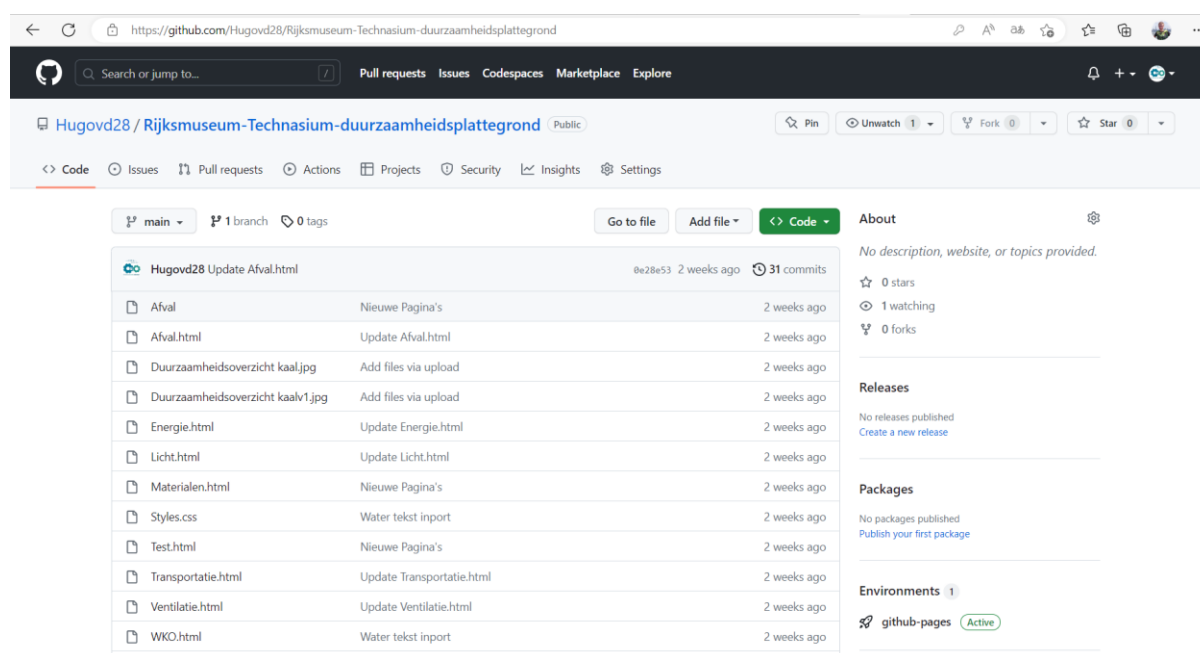 https://github.com/Hugovd28/Rijksmuseum-Technasium-duurzaamheidsplattegrond
Search or jump to... / Pull requests Issues Codespaces Marketplace Explore
Hugovd28 / Rijksmuseum-Technasium-duurzaamheidsplattegrond Public Pin Unwatch 1 Fork 0 Star 0
Code Issues Pull requests Actions Projects Security Insights Settings
main 1 branch 0 tags Go to file Add file Code
Hugovd28 Update Afval.html 0e28e53 2 weeks ago 31 commits
Afval Nieuwe Pagina's 2 weeks ago
Afval.html Update Afval.html 2 weeks ago
Duurzaamheidsoverzicht kaal.jpg Add files via upload 2 weeks ago
Duurzaamheidsoverzicht kaalv1.jpg Add files via upload 2 weeks ago
Energie.html Update Energie.html 2 weeks ago
Licht.html Update Licht.html 2 weeks ago
Materialen.html Nieuwe Pagina's 2 weeks ago
Styles.css Water tekst inport 2 weeks ago
Test.html Nieuwe Pagina's 2 weeks ago
Transportatie.html Update Transportatie.html 2 weeks ago
Ventilatie.html Update Ventilatie.html 2 weeks ago
WKO.html Water tekst inport 2 weeks ago
About
No description, website, or topics provided.
0 stars
1 watching
0 forks
Releases
No releases published
Create a new release
Packages
No packages published
Publish your first package
Environments 1
github-pages Active